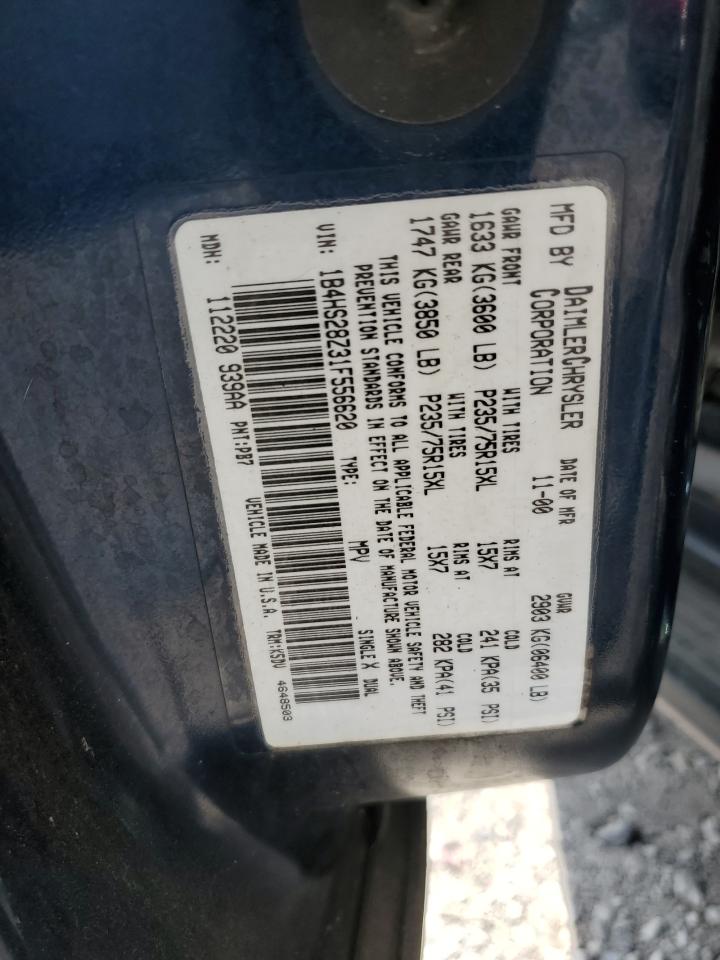 MFD BY DAIMLERCHRYSLER CORPORATION DATE OF MFR 11-00 GVWR 2903 KG(06400 LB)
GAWR FRONT WITH TIRES RIMS AT COLD
1633 KG(3600 LB) P235/75R15XL 15X7 241 KPA(35 PSI)
GAWR REAR WITH TIRES RIMS AT COLD
1747 KG(3850 LB) P235/75R15XL 15X7 282 KPA(41 PSI)
THIS VEHICLE CONFORMS TO ALL APPLICABLE FEDERAL MOTOR VEHICLE SAFETY AND THEFT
PREVENTION STANDARDS IN EFFECT ON THE DATE OF MANUFACTURE SHOWN ABOVE.
VIN: 1B4HS28Z31F556620 TYPE: MPV SINGLE X DUAL
MDH: 112220 939AA PNT:PB7 VEHICLE MADE IN U.S.A. TRM:K5DV 4648503